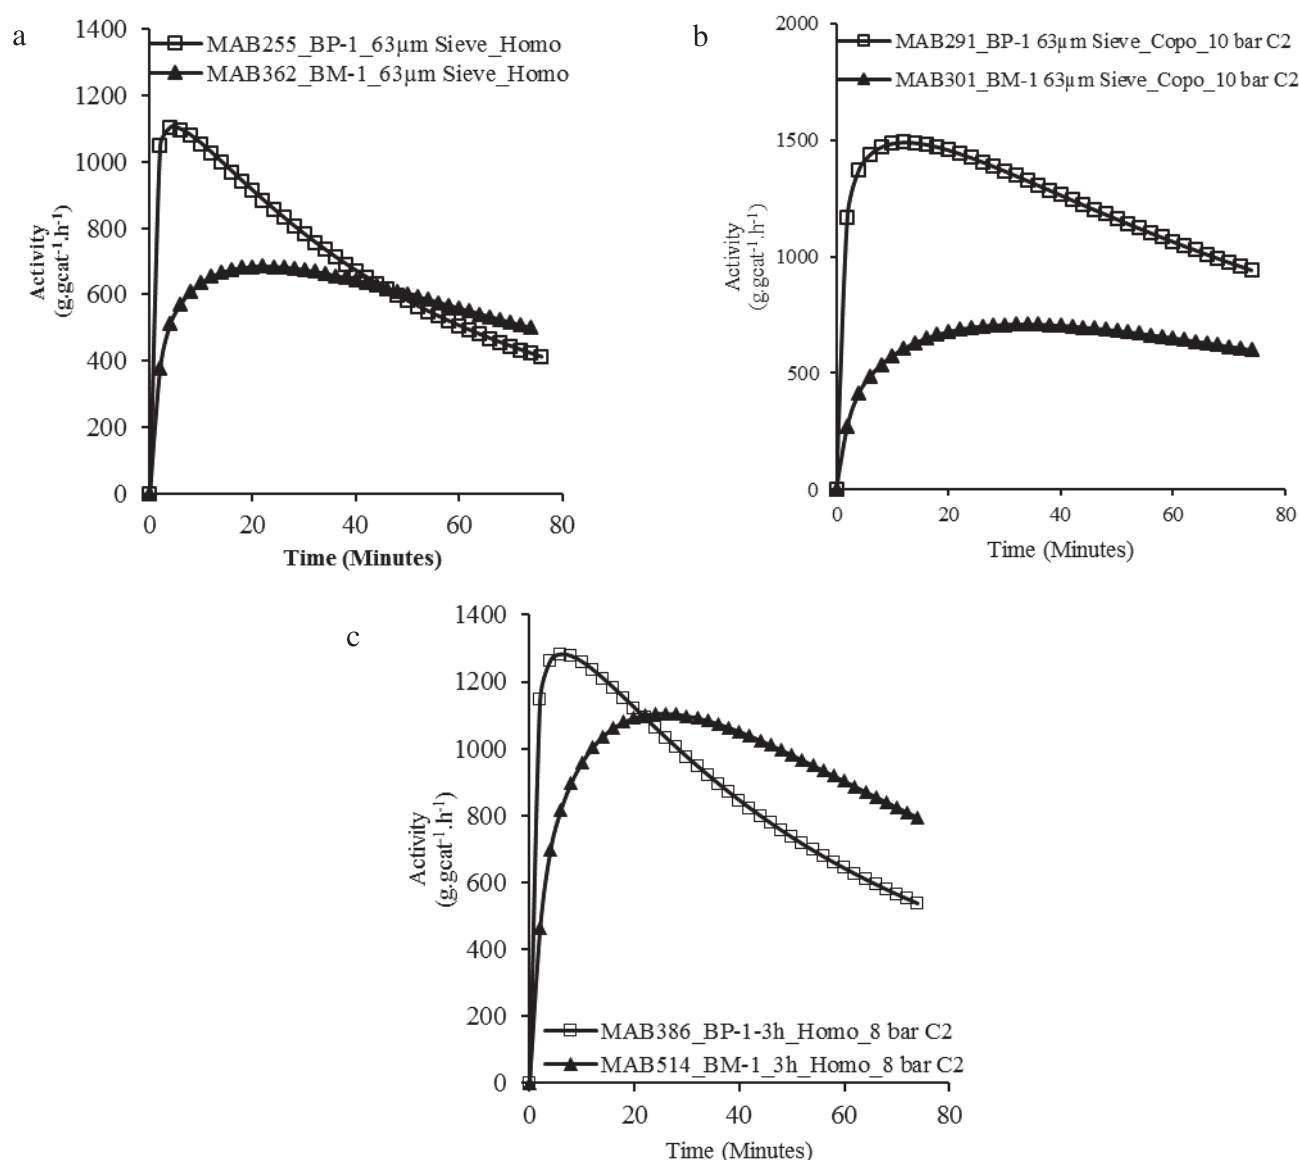 a
1400
1200
1000
800
600
400
200
0
MAB255_BP-1_63µm Sieve_Homo
MAB362_BM-1_63µm Sieve_Homo
Activity
(g.gcat⁻¹.h⁻¹)
0 20 40 60 80
Time (Minutes)
b
2000
1500
1000
500
0
MAB291_BP-1 63µm Sieve_Copo_10 bar C2
MAB301_BM-1 63µm Sieve_Copo_10 bar C2
Activity
(g.gcat⁻¹.h⁻¹)
0 20 40 60 80
Time (Minutes)
c
1400
1200
1000
800
600
400
200
0
Activity
(g.gcat⁻¹.h⁻¹)
MAB386_BP-1-3h_Homo_8 bar C2
MAB514_BM-1_3h_Homo_8 bar C2
0 20 40 60 80
Time (Minutes)